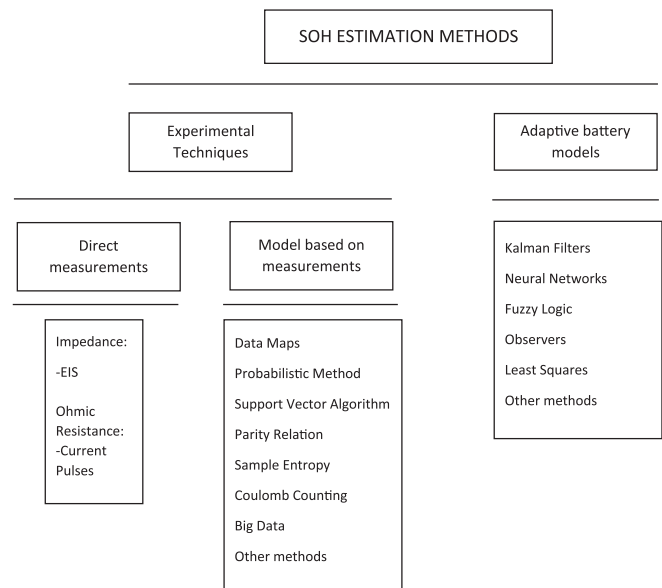 SOH ESTIMATION METHODS
Experimental
Techniques
Adaptive battery
models
Direct
measurements
Model based on
measurements
Impedance:
-EIS
Ohmic
Resistance:
-Current
Pulses
Data Maps
Probabilistic Method
Support Vector Algorithm
Parity Relation
Sample Entropy
Coulomb Counting
Big Data
Other methods
Kalman Filters
Neural Networks
Fuzzy Logic
Observers
Least Squares
Other methods